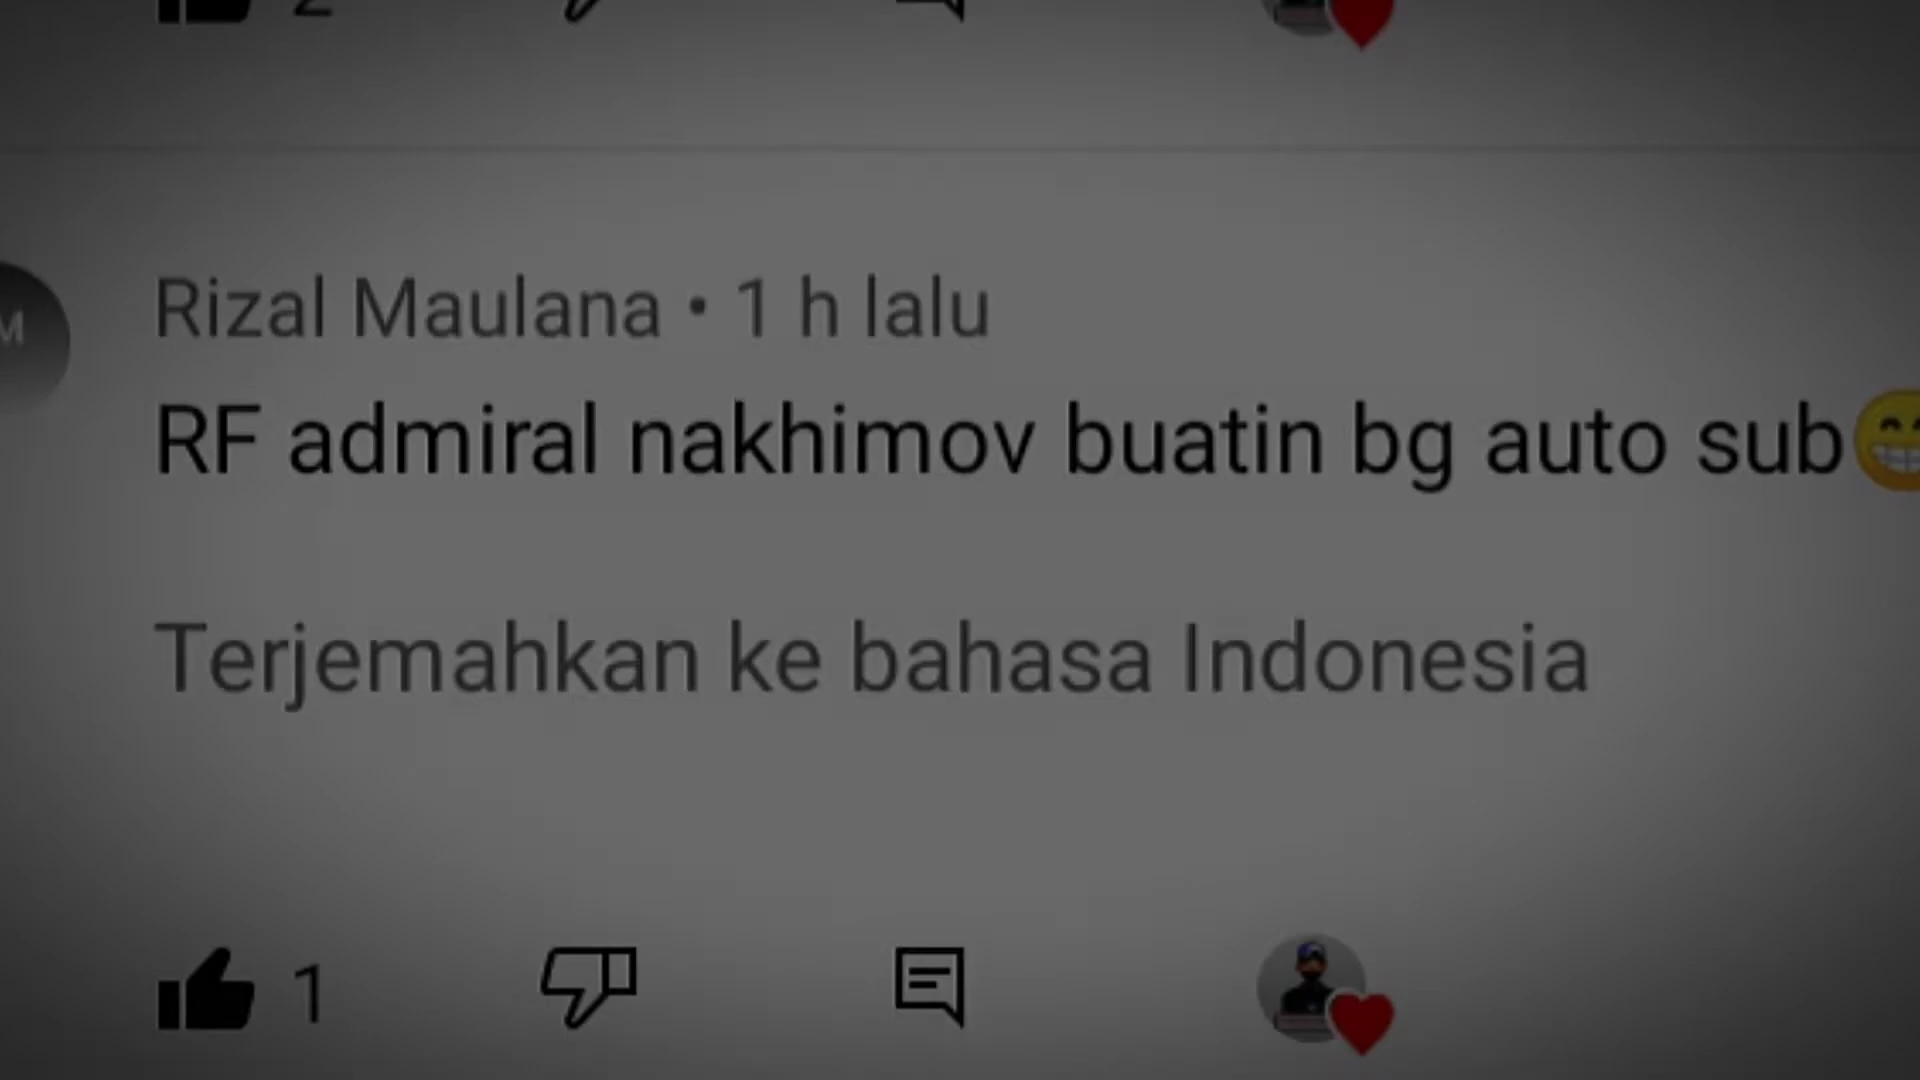 Rizal Maulana • 1 h lalu
RF admiral nakhimov buatin bg auto sub😁
Terjemahkan ke bahasa Indonesia
1